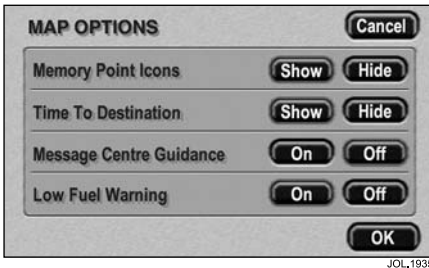 MAP OPTIONS Cancel
Memory Point Icons Show Hide
Time To Destination Show Hide
Message Centre Guidance On Off
Low Fuel Warning On Off
OK